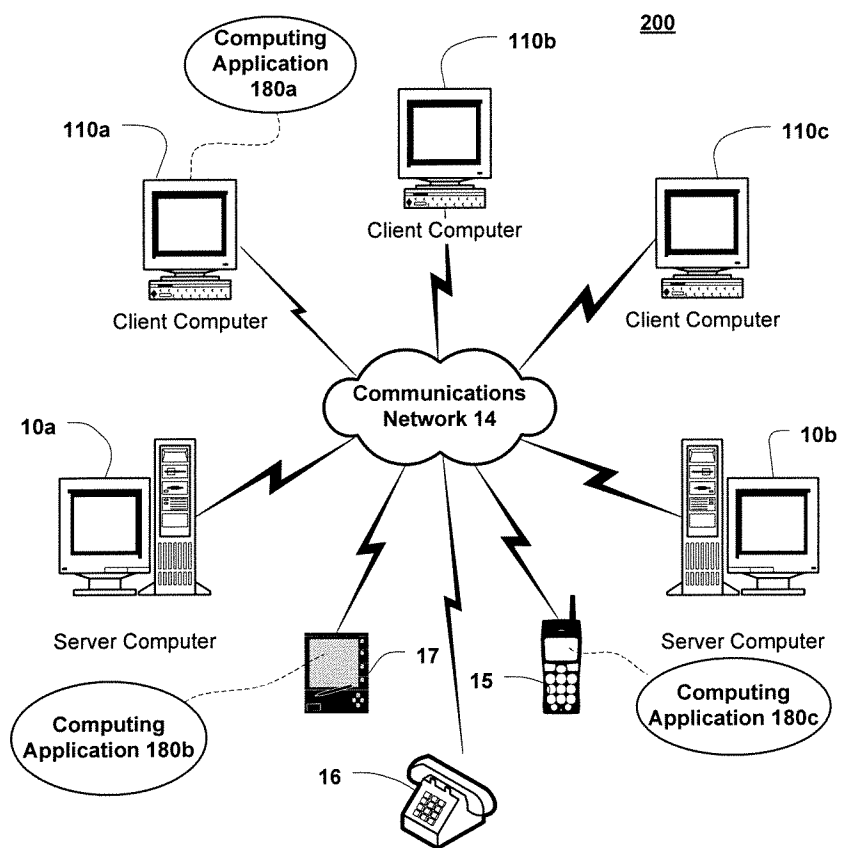 200
Computing
Application
180a
110b
110a
110c
Client Computer
Client Computer
Client Computer
Communications
Network 14
10a
10b
Server Computer
Server Computer
17
15
Computing
Application 180b
Computing
Application 180c
16